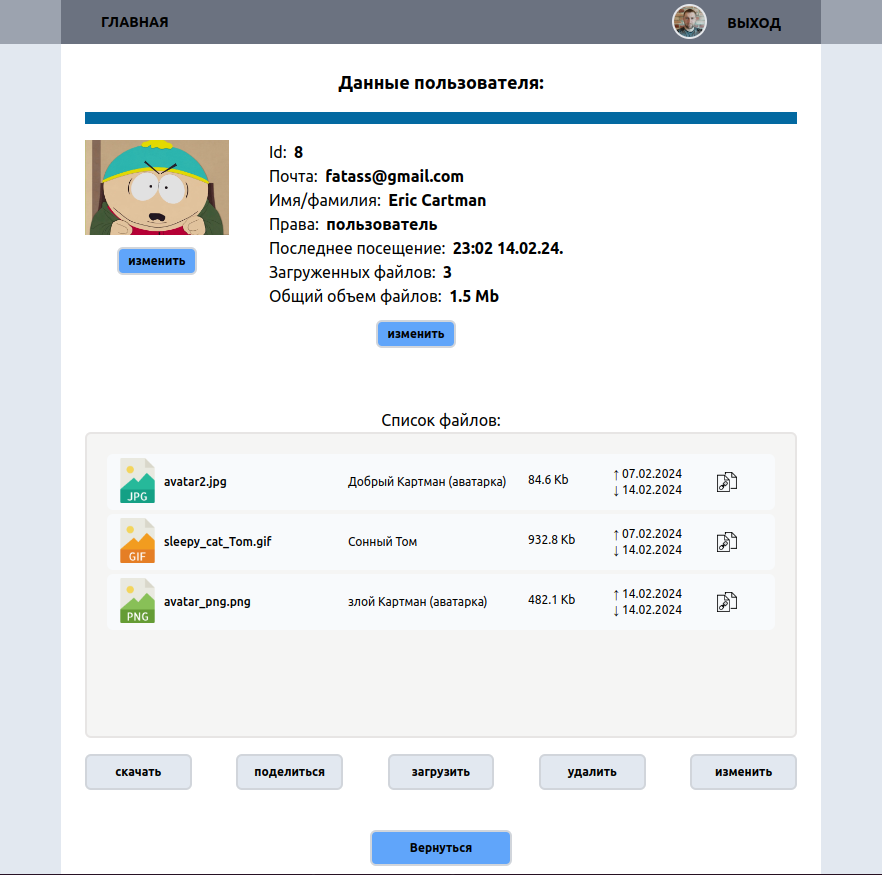 ГЛАВНАЯ ВЫХОД
Данные пользователя:
Id: 8
Почта: fatass@gmail.com
Имя/фамилия: Eric Cartman
Права: пользователь
Последнее посещение: 23:02 14.02.24.
Загруженных файлов: 3
Общий объем файлов: 1.5 Mb
изменить
изменить
Список файлов:
JPG avatar2.jpg Добрый Картман (аватарка) 84.6 Kb ↑ 07.02.2024
↓ 14.02.2024
GIF sleepy_cat_Tom.gif Сонный Том 932.8 Kb ↑ 07.02.2024
↓ 14.02.2024
PNG avatar_png.png злой Картман (аватарка) 482.1 Kb ↑ 14.02.2024
↓ 14.02.2024
скачать поделиться загрузить удалить изменить
Вернуться